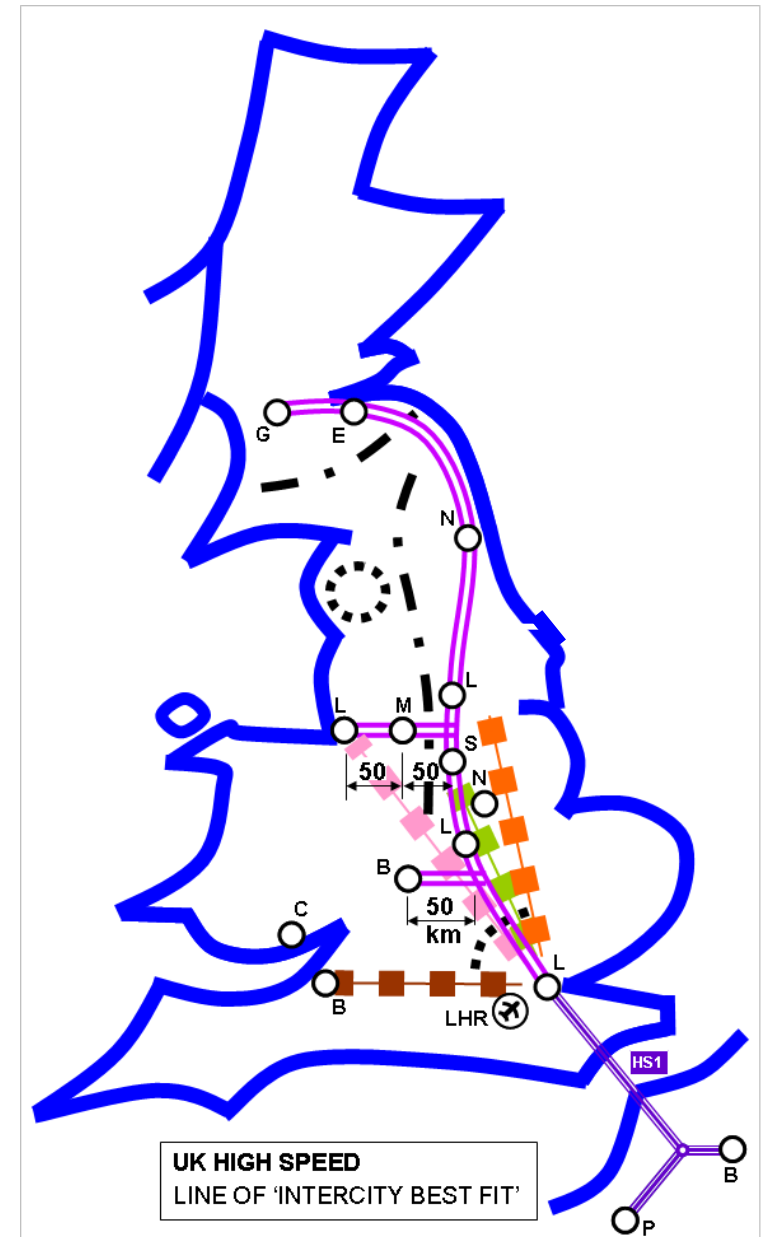 G
E
N
L
L
M
S
50
50
N
L
B
50
km
C
L
B
LHR
HS1
B
P
UK HIGH SPEED
LINE OF ‘INTERCITY BEST FIT’